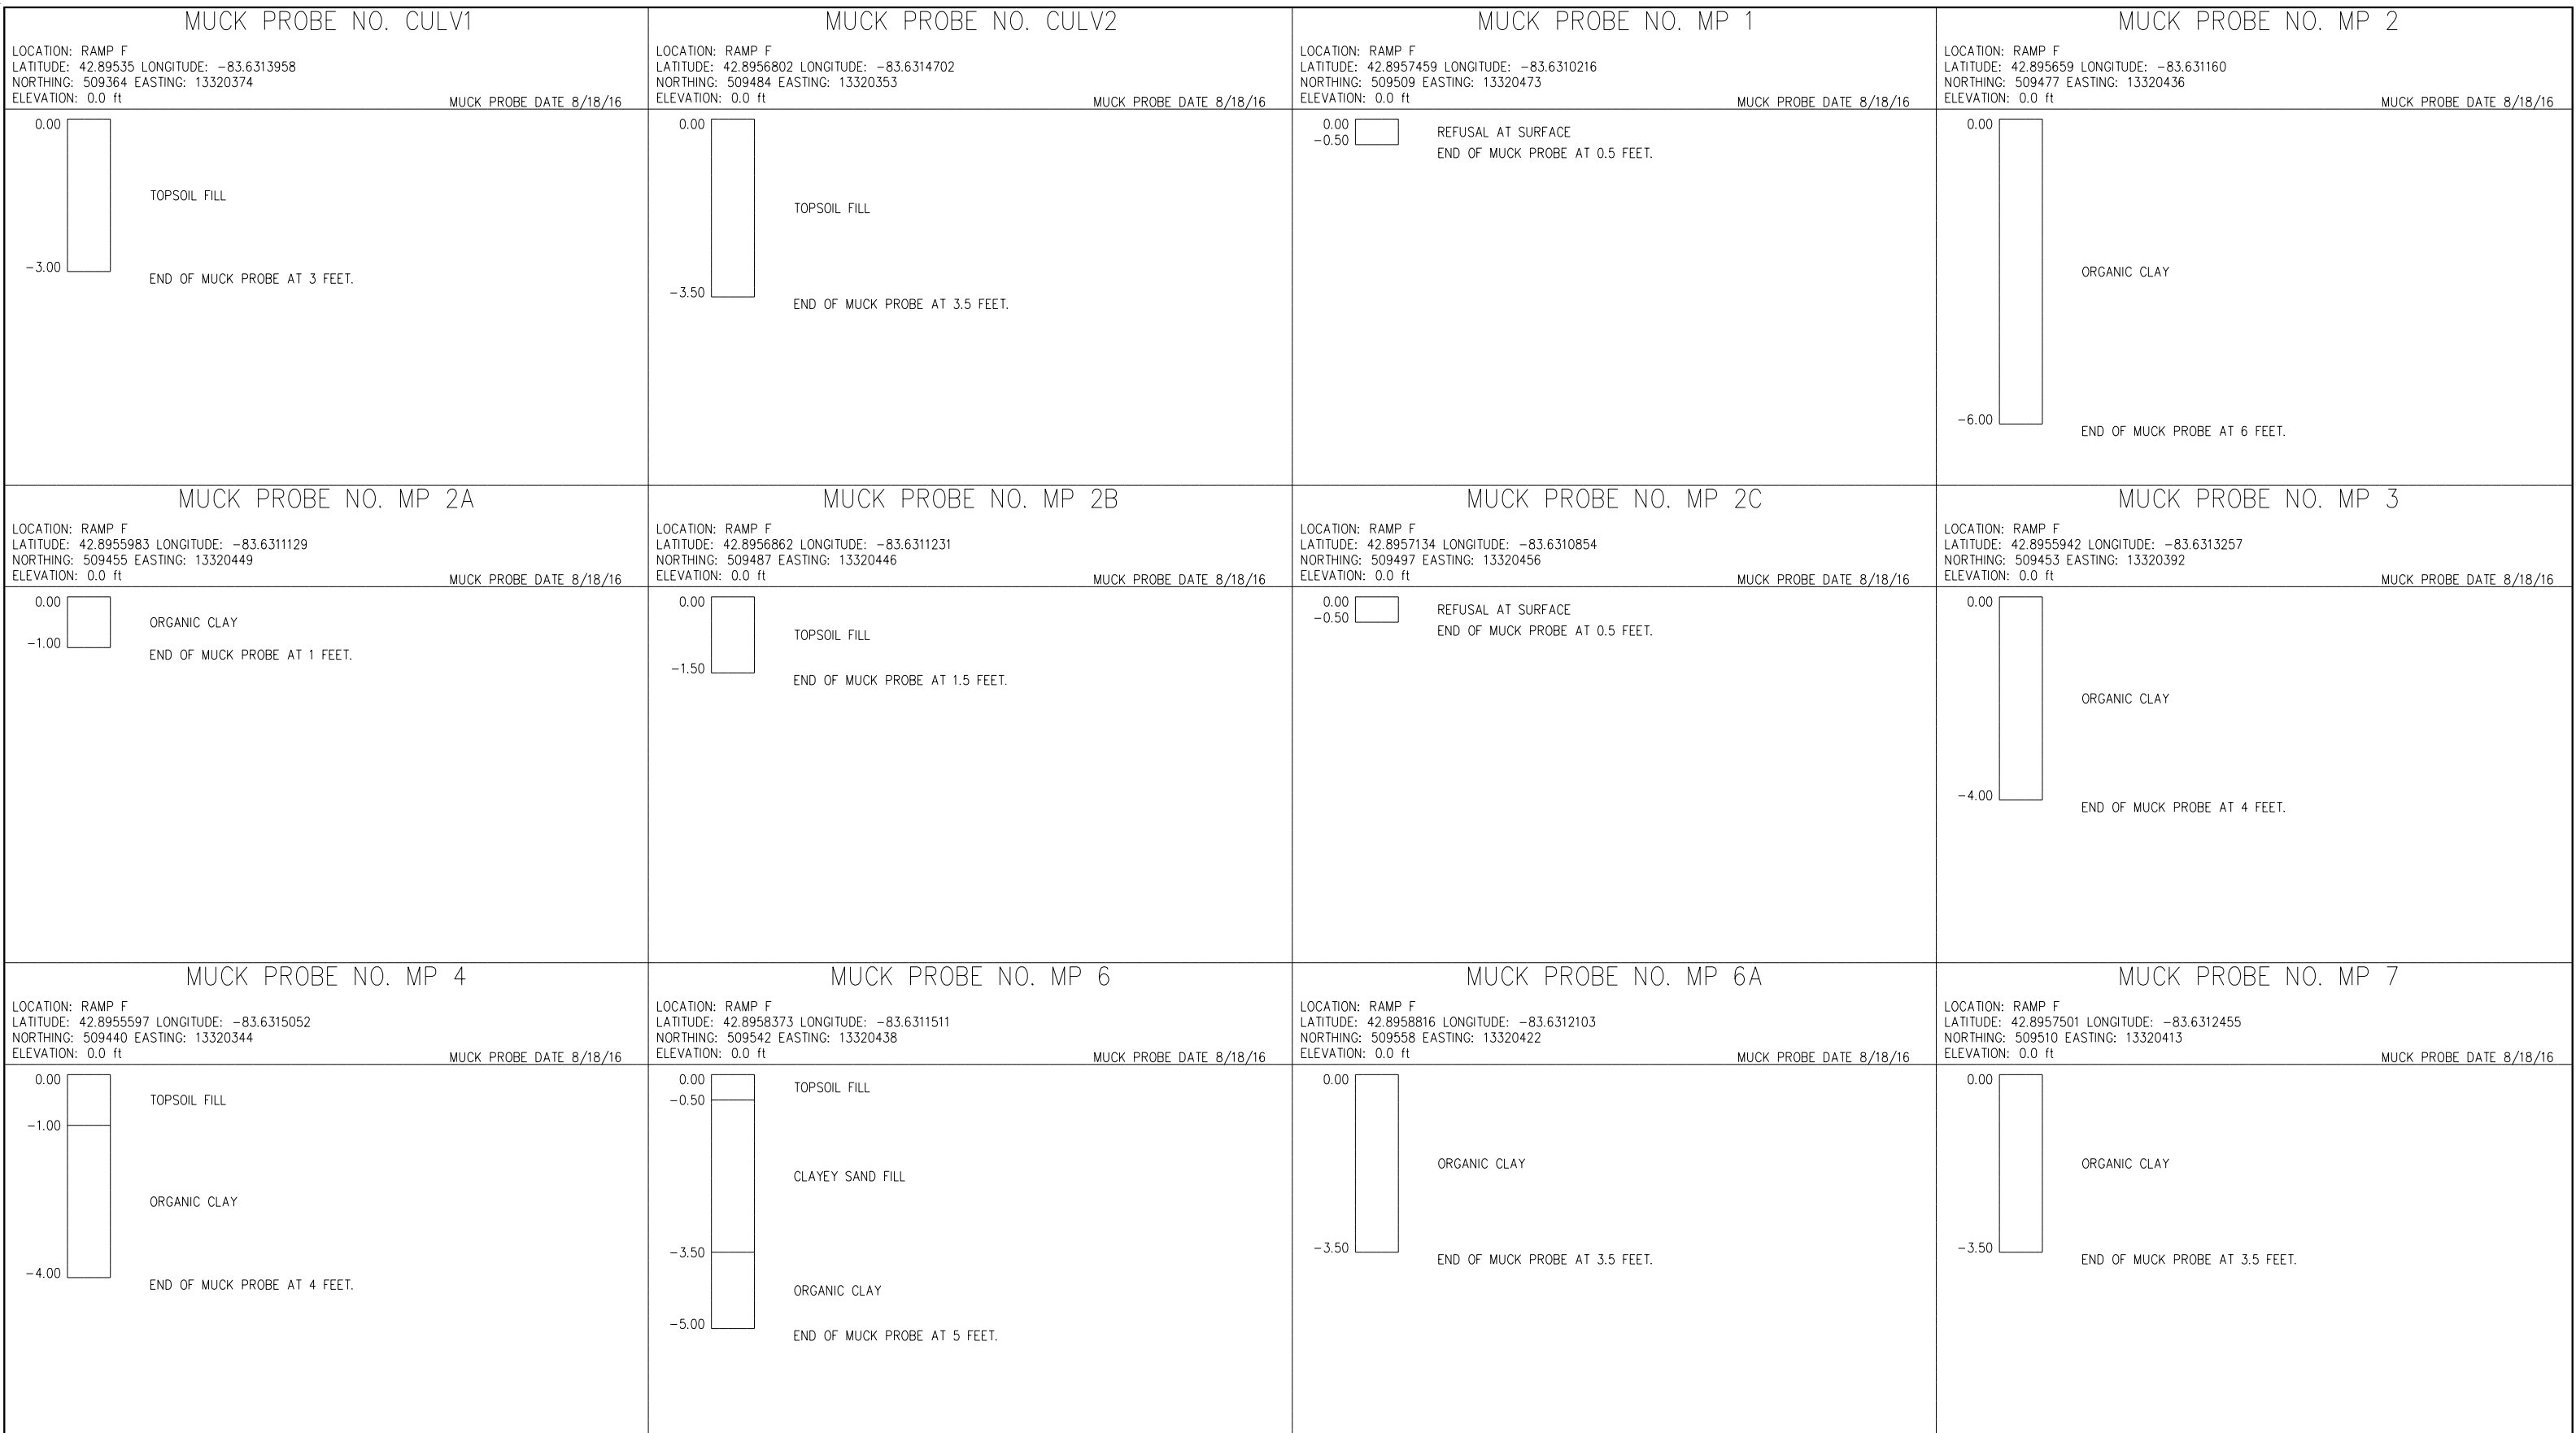 MUCK PROBE NO. CULV1
LOCATION: RAMP F
LATITUDE: 42.89535 LONGITUDE: -83.6313958
NORTHING: 509364 EASTING: 13320374
ELEVATION: 0.0 ft
MUCK PROBE DATE 8/18/16
0.00
TOPSOIL FILL
-3.00
END OF MUCK PROBE AT 3 FEET.
MUCK PROBE NO. CULV2
LOCATION: RAMP F
LATITUDE: 42.8956802 LONGITUDE: -83.6314702
NORTHING: 509484 EASTING: 13320353
ELEVATION: 0.0 ft
MUCK PROBE DATE 8/18/16
0.00
TOPSOIL FILL
-3.50
END OF MUCK PROBE AT 3.5 FEET.
MUCK PROBE NO. MP 1
LOCATION: RAMP F
LATITUDE: 42.8957459 LONGITUDE: -83.6310216
NORTHING: 509509 EASTING: 13320473
ELEVATION: 0.0 ft
MUCK PROBE DATE 8/18/16
0.00
REFUSAL AT SURFACE
-0.50
END OF MUCK PROBE AT 0.5 FEET.
MUCK PROBE NO. MP 2
LOCATION: RAMP F
LATITUDE: 42.895659 LONGITUDE: -83.631160
NORTHING: 509477 EASTING: 13320436
ELEVATION: 0.0 ft
MUCK PROBE DATE 8/18/16
0.00
ORGANIC CLAY
-6.00
END OF MUCK PROBE AT 6 FEET.
MUCK PROBE NO. MP 2A
LOCATION: RAMP F
LATITUDE: 42.8955983 LONGITUDE: -83.6311129
NORTHING: 509455 EASTING: 13320449
ELEVATION: 0.0 ft
MUCK PROBE DATE 8/18/16
0.00
ORGANIC CLAY
-1.00
END OF MUCK PROBE AT 1 FEET.
MUCK PROBE NO. MP 2B
LOCATION: RAMP F
LATITUDE: 42.8956862 LONGITUDE: -83.6311231
NORTHING: 509487 EASTING: 13320446
ELEVATION: 0.0 ft
MUCK PROBE DATE 8/18/16
0.00
TOPSOIL FILL
-1.50
END OF MUCK PROBE AT 1.5 FEET.
MUCK PROBE NO. MP 2C
LOCATION: RAMP F
LATITUDE: 42.8957134 LONGITUDE: -83.6310854
NORTHING: 509497 EASTING: 13320456
ELEVATION: 0.0 ft
MUCK PROBE DATE 8/18/16
0.00
REFUSAL AT SURFACE
-0.50
END OF MUCK PROBE AT 0.5 FEET.
MUCK PROBE NO. MP 3
LOCATION: RAMP F
LATITUDE: 42.8955942 LONGITUDE: -83.6313257
NORTHING: 509453 EASTING: 13320392
ELEVATION: 0.0 ft
MUCK PROBE DATE 8/18/16
0.00
ORGANIC CLAY
-4.00
END OF MUCK PROBE AT 4 FEET.
MUCK PROBE NO. MP 4
LOCATION: RAMP F
LATITUDE: 42.8955597 LONGITUDE: -83.6315052
NORTHING: 509440 EASTING: 13320344
ELEVATION: 0.0 ft
MUCK PROBE DATE 8/18/16
0.00
TOPSOIL FILL
-1.00
ORGANIC CLAY
-4.00
END OF MUCK PROBE AT 4 FEET.
MUCK PROBE NO. MP 6
LOCATION: RAMP F
LATITUDE: 42.8958373 LONGITUDE: -83.6311511
NORTHING: 509542 EASTING: 13320438
ELEVATION: 0.0 ft
MUCK PROBE DATE 8/18/16
0.00
TOPSOIL FILL
-0.50
CLAYEY SAND FILL
-3.50
ORGANIC CLAY
-5.00
END OF MUCK PROBE AT 5 FEET.
MUCK PROBE NO. MP 6A
LOCATION: RAMP F
LATITUDE: 42.8958816 LONGITUDE: -83.6312103
NORTHING: 509558 EASTING: 13320422
ELEVATION: 0.0 ft
MUCK PROBE DATE 8/18/16
0.00
ORGANIC CLAY
-3.50
END OF MUCK PROBE AT 3.5 FEET.
MUCK PROBE NO. MP 7
LOCATION: RAMP F
LATITUDE: 42.8957501 LONGITUDE: -83.6312455
NORTHING: 509510 EASTING: 13320413
ELEVATION: 0.0 ft
MUCK PROBE DATE 8/18/16
0.00
ORGANIC CLAY
-3.50
END OF MUCK PROBE AT 3.5 FEET.